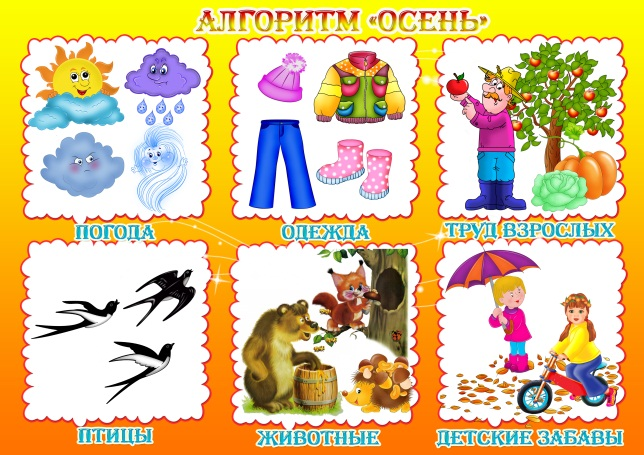 АЛГОРИТМ «ОСЕНЬ»
ПОГОДА
ОДЕЖДА
ТРУД ВЗРОСЛЫХ
ПТИЦЫ
ЖИВОТНЫЕ
ДЕТСКИЕ ЗАБАВЫ